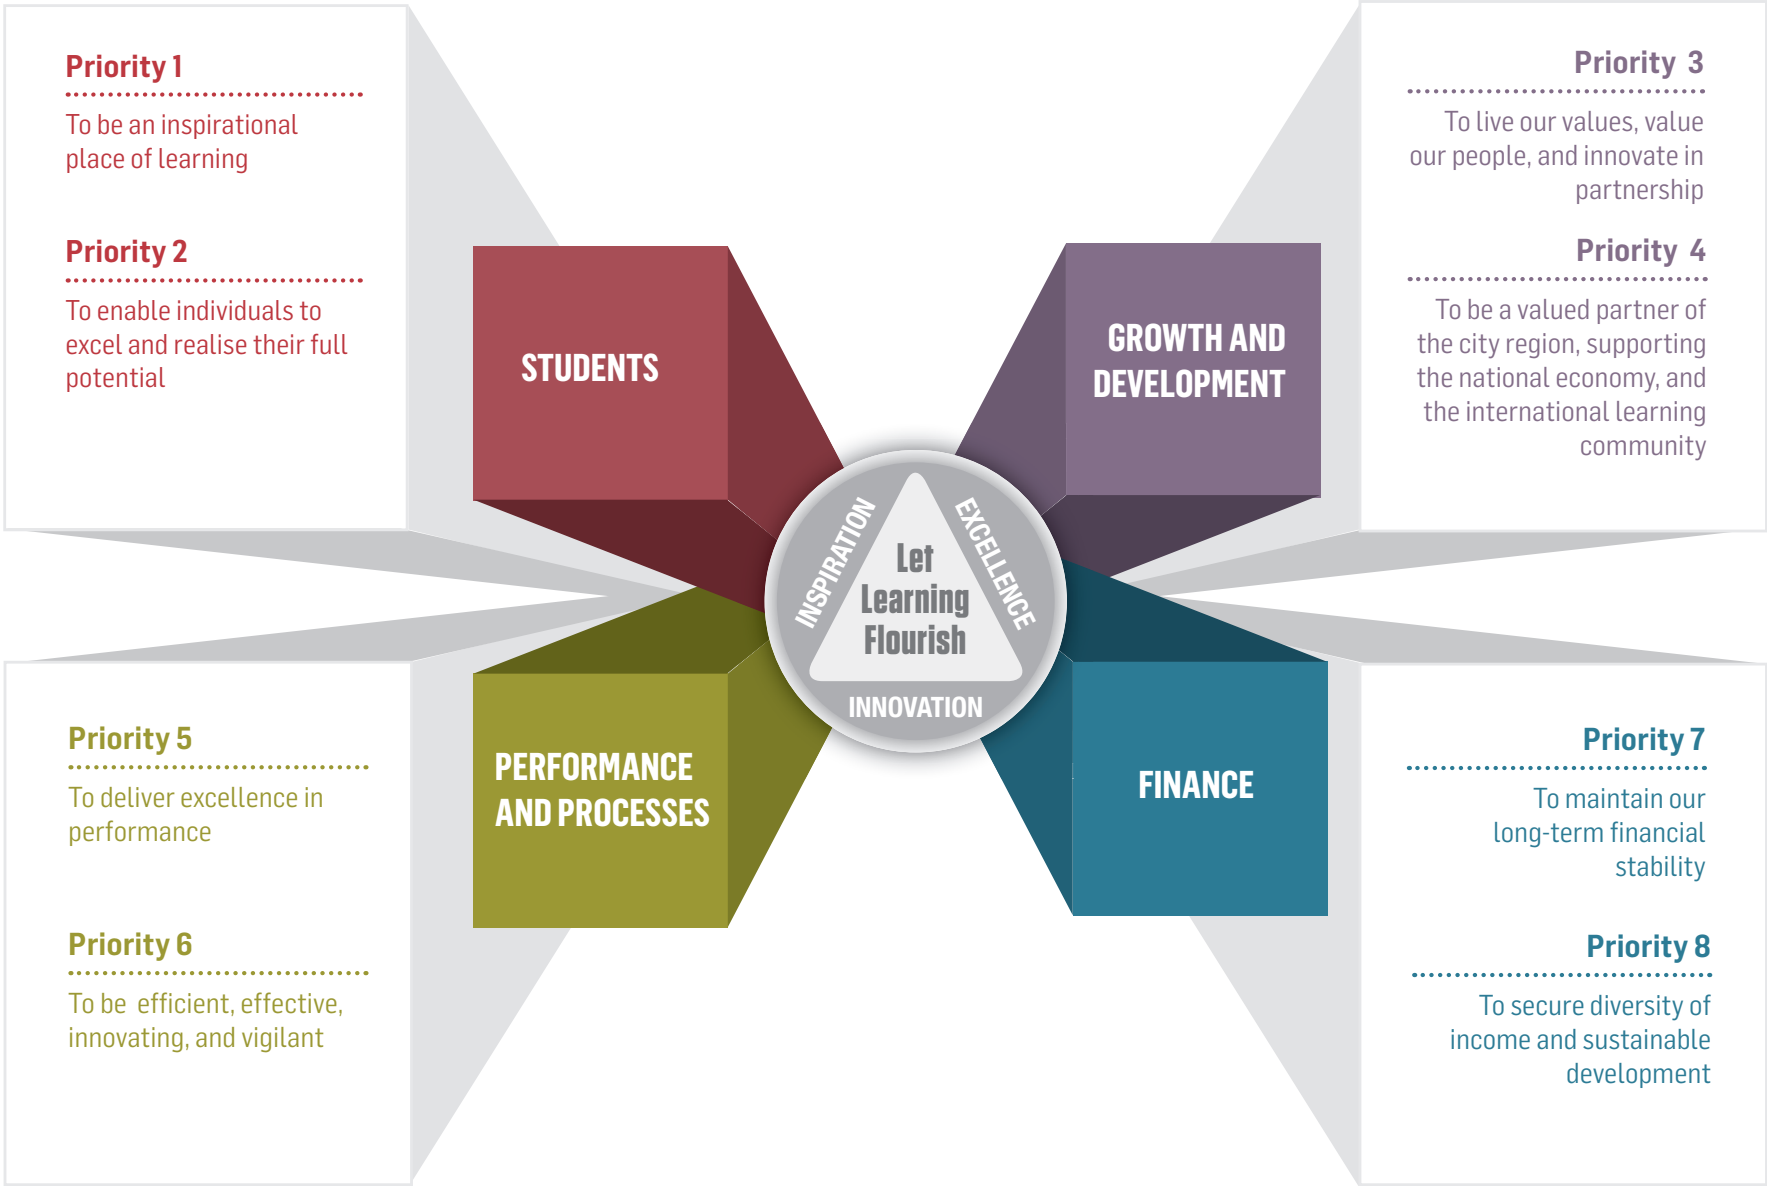 Priority 1
To be an inspirational
place of learning
Priority 2
To enable individuals to
excel and realise their full
potential
Priority 3
To live our values, value
our people, and innovate in
partnership
Priority 4
To be a valued partner of
the city region, supporting
the national economy, and
the international learning
community
STUDENTS
GROWTH AND
DEVELOPMENT
INSPIRATION
EXCELLENCE
Let
Learning
Flourish
INNOVATION
PERFORMANCE
AND PROCESSES
FINANCE
Priority 5
To deliver excellence in
performance
Priority 6
To be efficient, effective,
innovating, and vigilant
Priority 7
To maintain our
long-term financial
stability
Priority 8
To secure diversity of
income and sustainable
development